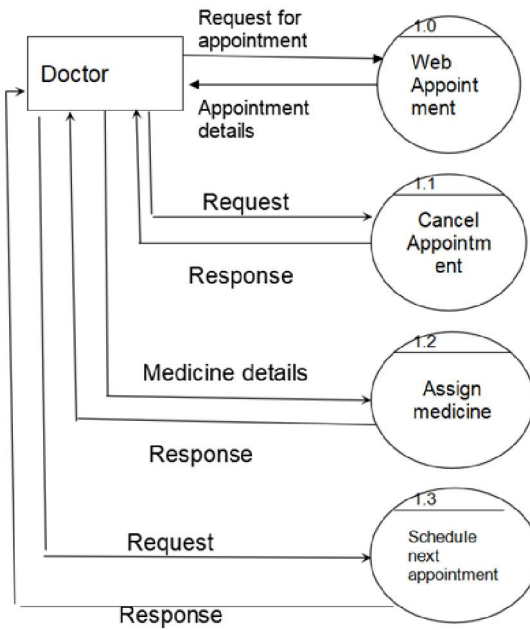 Request for
appointment
1.0
Doctor
Web
Appoint
ment
Appointment
details
1.1
Request
Cancel
Appointm
ent
Response
1.2
Medicine details
Assign
medicine
Response
1.3
Request
Schedule
next
appointment
Response